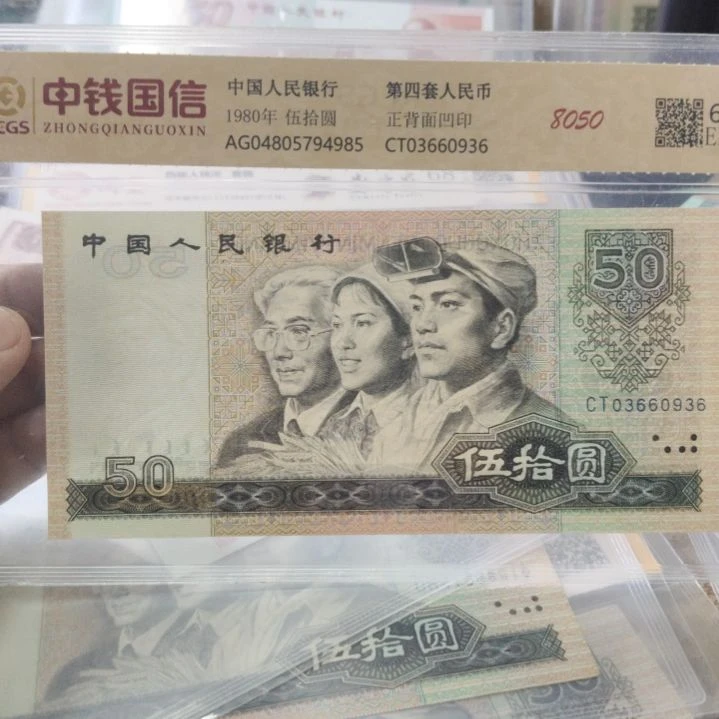 中国人民银行 第四套人民币
中钱国信
1980年 伍拾圆 正背面凹印 8050
CEGS ZHONGQIANGUOXIN
AG04805794985 CT03660936
中国人民银行
50
CT03660936
50
伍拾圆
伍拾圆